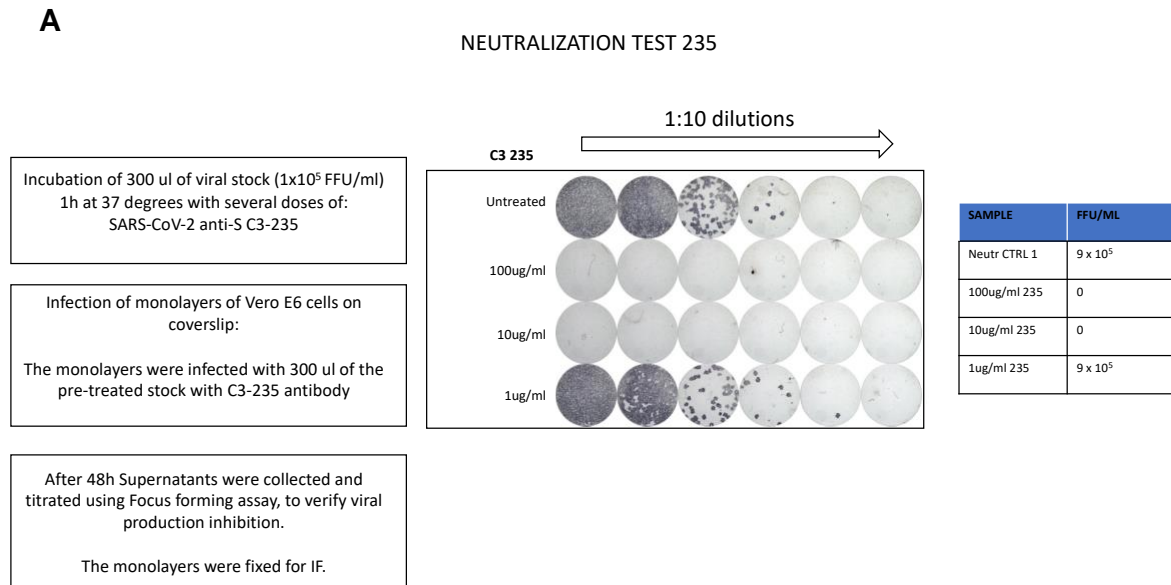 A
NEUTRALIZATION TEST 235
Incubation of 300 ul of viral stock (1x10⁵ FFU/ml)
1h at 37 degrees with several doses of:
SARS-CoV-2 anti-S C3-235
Infection of monolayers of Vero E6 cells on
coverslip:
The monolayers were infected with 300 ul of the
pre-treated stock with C3-235 antibody
After 48h Supernatants were collected and
titrated using Focus forming assay, to verify viral
production inhibition.
The monolayers were fixed for IF.
1:10 dilutions
C3 235
Untreated
100ug/ml
10ug/ml
1ug/ml
SAMPLE FFU/ML
Neutr CTRL 1 9 x 10⁵
100ug/ml 235 0
10ug/ml 235 0
1ug/ml 235 9 x 10⁵